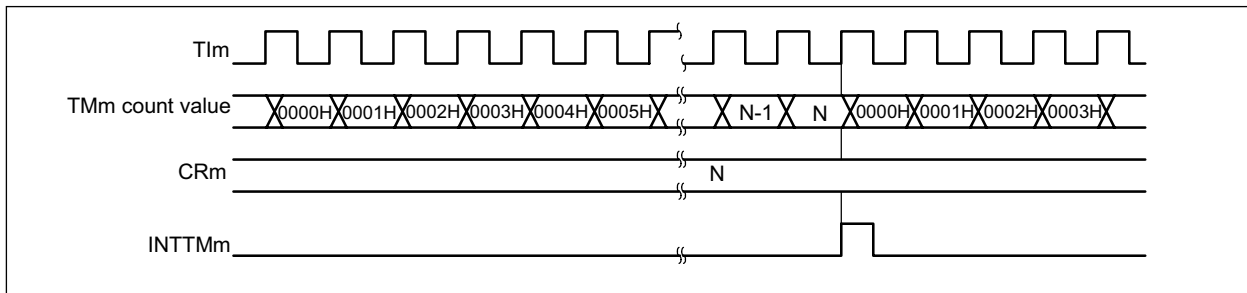 TIm
TMm count value 0000H 0001H 0002H 0003H 0004H 0005H N-1 N 0000H 0001H 0002H 0003H
CRm N
INTTMm